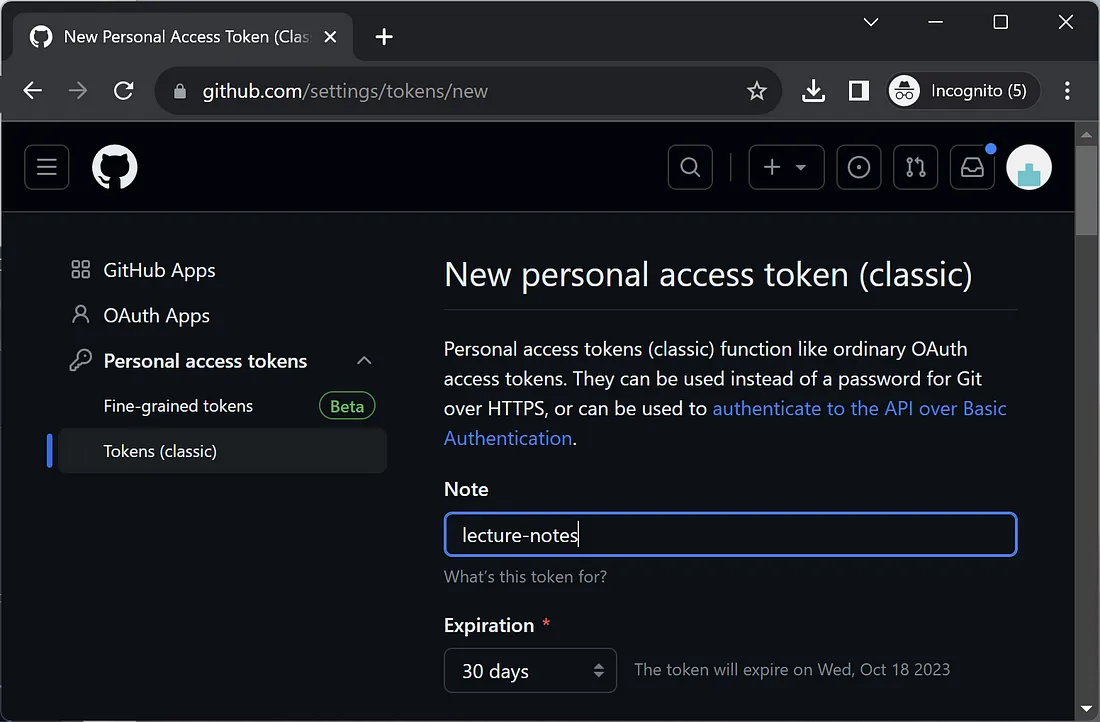 New Personal Access Token (Clas
github.com/settings/tokens/new
Incognito (5)
GitHub Apps
OAuth Apps
Personal access tokens
Fine-grained tokens
Beta
Tokens (classic)
New personal access token (classic)
Personal access tokens (classic) function like ordinary OAuth
access tokens. They can be used instead of a password for Git
over HTTPS, or can be used to authenticate to the API over Basic
Authentication.
Note
lecture-notes
What's this token for?
Expiration *
30 days
The token will expire on Wed, Oct 18 2023